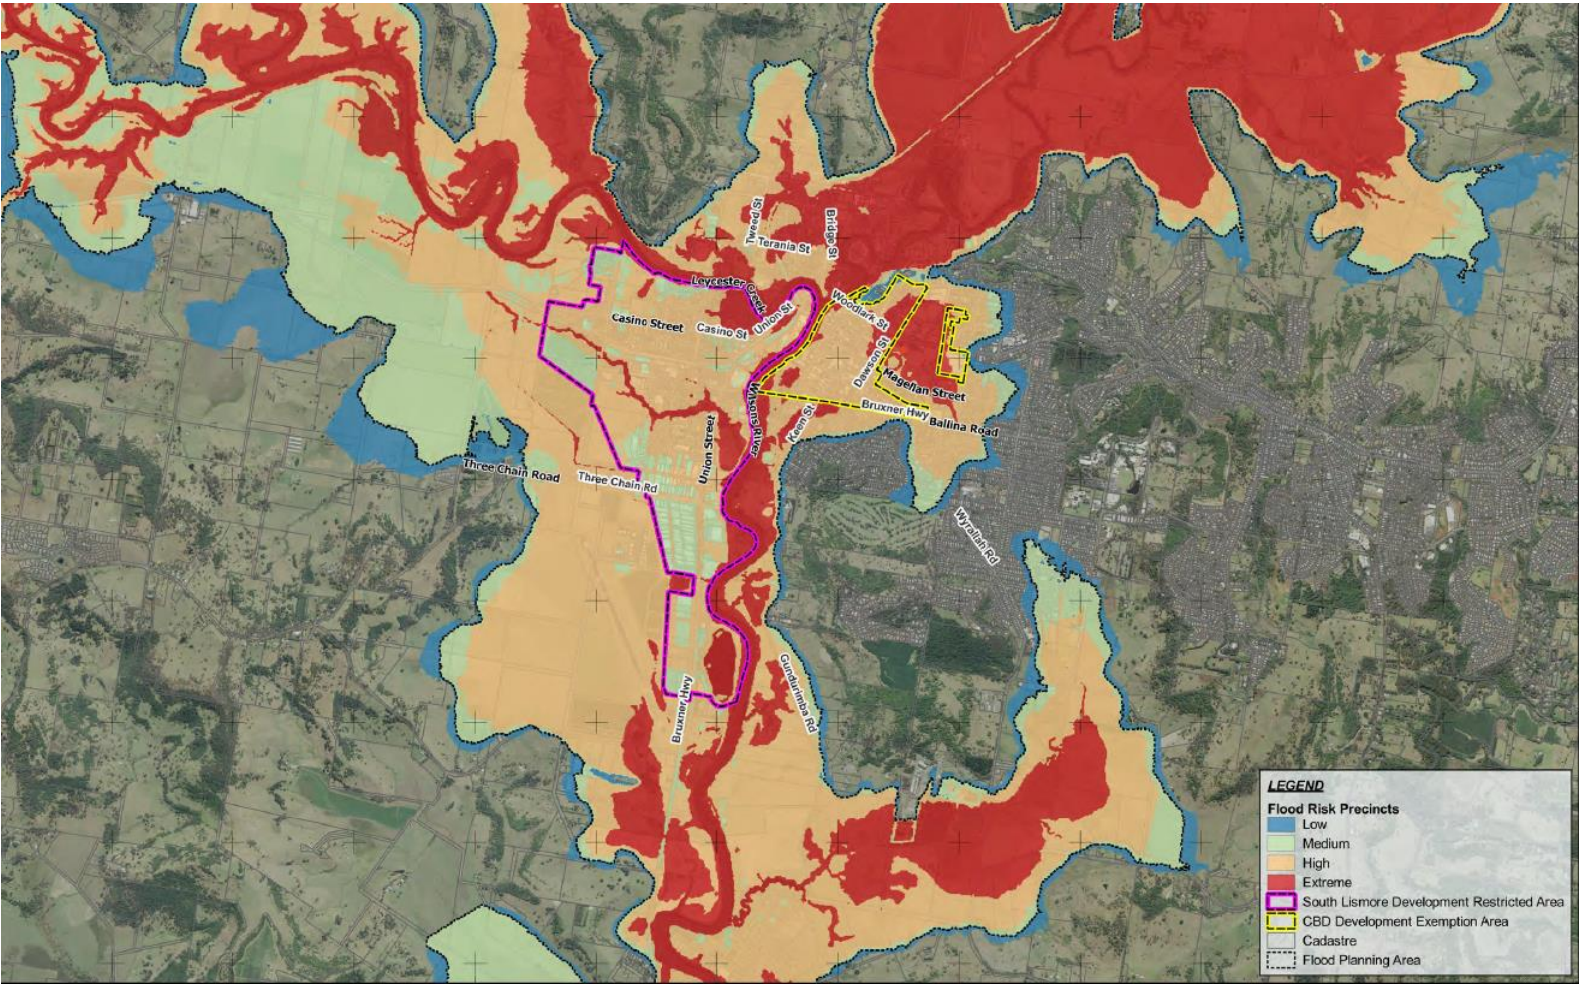 Tweed St
Bridge St
Terania St
Leycester Creek
Woodlark St
Casino Street
Casino St
Union St
Dawson St
Magellan Street
Wilsons River
Bruxner Hwy
Keen St
Ballina Road
Union Street
Three Chain Road
Three Chain Rd
Wyrallah Rd
Gundurimba Rd
Bruxner Hwy
LEGEND
Flood Risk Precincts
Low
Medium
High
Extreme
South Lismore Development Restricted Area
CBD Development Exemption Area
Cadastre
Flood Planning Area